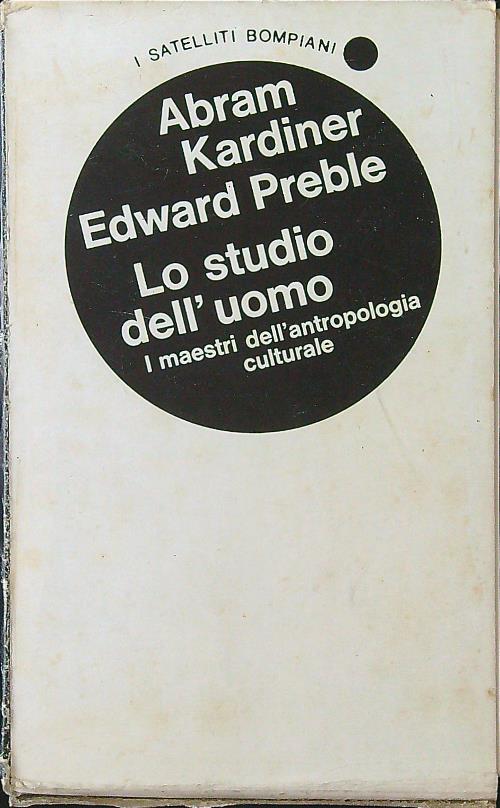 I SATELLITI BOMPIANI
Abram
Kardiner
Edward Preble
Lo studio
dell'uomo
I maestri dell'antropologia
culturale